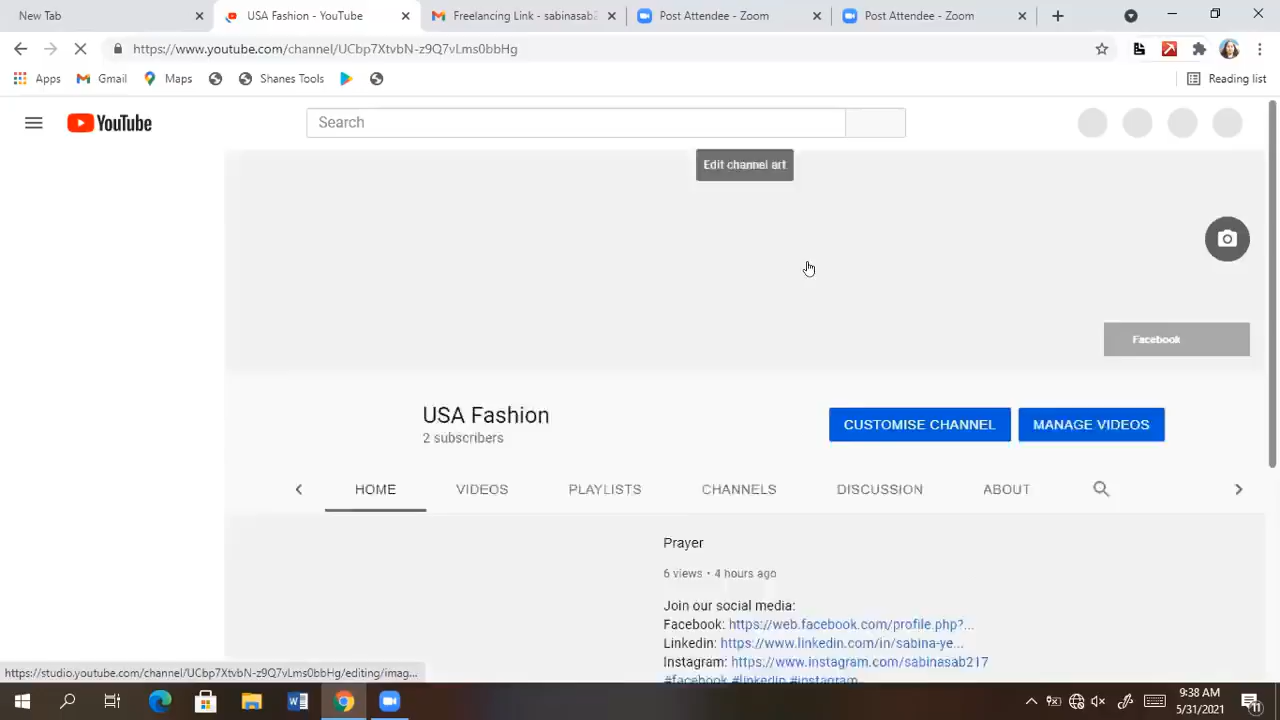 New Tab
USA Fashion - YouTube
Freelancing Link - sabinasab2
Post Attendee - Zoom
Post Attendee - Zoom
https://www.youtube.com/channel/UCbp7XtvbN-z9Q7vLms0bbHg
Apps
Gmail
Maps
Shanes Tools
Reading list
YouTube
Search
Edit channel art
Facebook
USA Fashion
2 subscribers
CUSTOMISE CHANNEL
MANAGE VIDEOS
HOME
VIDEOS
PLAYLISTS
CHANNELS
DISCUSSION
ABOUT
Prayer
6 views • 4 hours ago
Join our social media:
Facebook: https://web.facebook.com/profile.php?...
Linkedin: https://www.linkedin.com/in/sabina-ye...
Instagram: https://www.instagram.com/sabinasab217
#facebook #linkedin #instagram
https://studio.youtube.com/channel/UCbp7XtvbN-z9Q7vLms0bbHg/editing/imag...
9:38 AM
5/31/2021